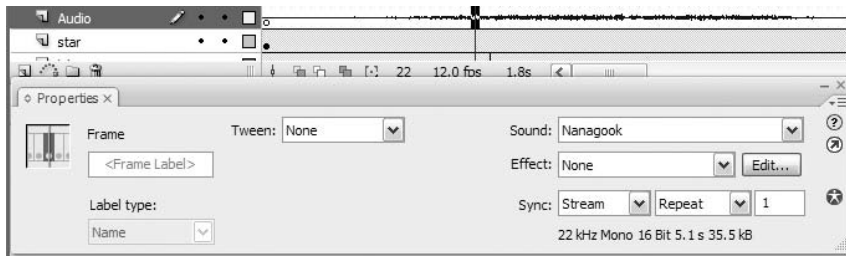 Audio
star
22 12.0 fps 1.8s
Properties ×
Frame Tween: None Sound: Nanagook
<Frame Label> Effect: None Edit...
Label type: Sync: Stream Repeat 1
Name 22 kHz Mono 16 Bit 5.1 s 35.5 kB